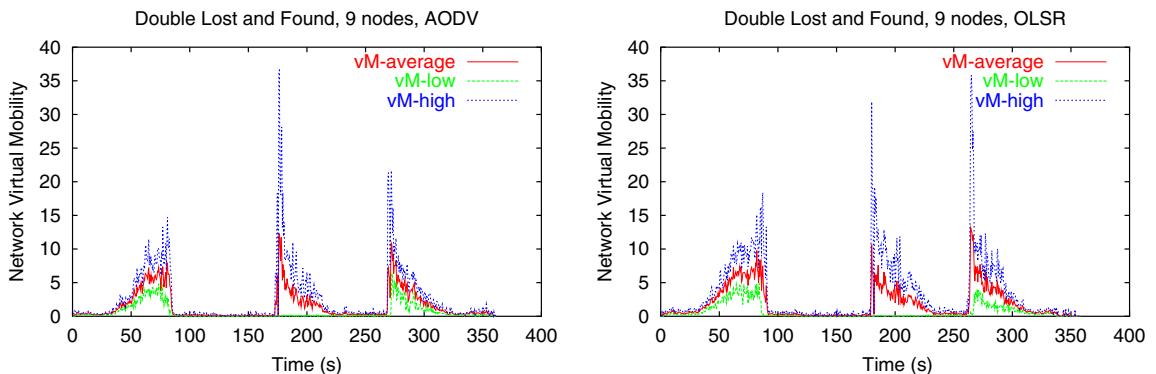 Double Lost and Found, 9 nodes, AODV
40
35
30
25
20
15
10
5
0
Network Virtual Mobility
vM-average
vM-low
vM-high
0 50 100 150 200 250 300 350 400
Time (s)
Double Lost and Found, 9 nodes, OLSR
40
35
30
25
20
15
10
5
0
Network Virtual Mobility
vM-average
vM-low
vM-high
0 50 100 150 200 250 300 350 400
Time (s)